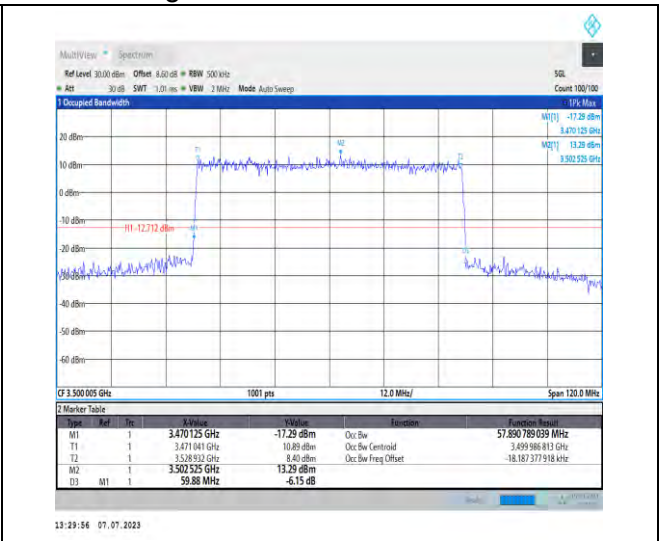 MultiView Spectrum
Ref Level 30.00 dBm Offset 8.60 dB RBW 500 kHz SGL
Att 30 dB SWT 1.01 ms VBW 2 MHz Mode Auto Sweep Count 100/100
1 Occupied Bandwidth 1Pk Max
M1[1] -17.29 dBm
3.470 125 GHz
M2[1] 13.29 dBm
3.502 525 GHz
20 dBm
T1 M2 T2
10 dBm
0 dBm
-10 dBm
H1 -12.712 dBm M1
-20 dBm
D3
-30 dBm
-40 dBm
-50 dBm
-60 dBm
CF 3.500 005 GHz 1001 pts 12.0 MHz/ Span 120.0 MHz
2 Marker Table
Type Ref Trc X-Value Y-Value Function Function Result
M1 1 3.470 125 GHz -17.29 dBm Occ Bw 57.890 789 039 MHz
T1 1 3.471 041 GHz 10.89 dBm Occ Bw Centroid 3.499 986 813 GHz
T2 1 3.528 932 GHz 8.40 dBm Occ Bw Freq Offset -18.187 377 918 kHz
M2 1 3.502 525 GHz 13.29 dBm
D3 M1 1 59.88 MHz -6.15 dB
13:29:56 07.07.2023